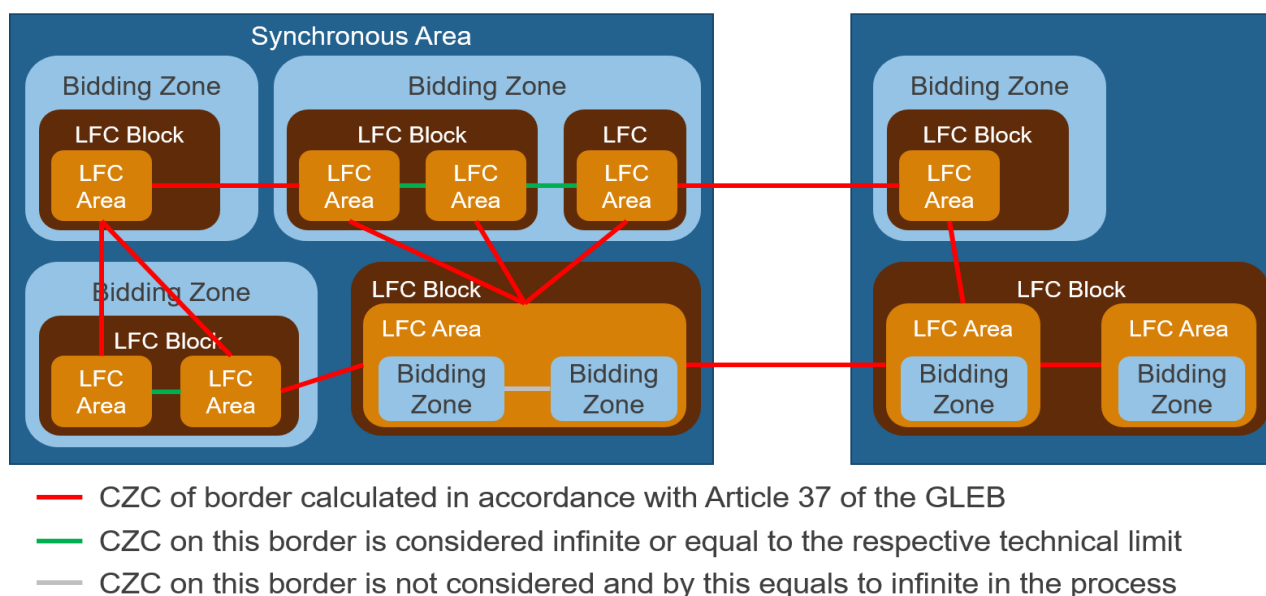 Synchronous Area
Bidding Zone
LFC Block
LFC
Area
Bidding Zone
LFC Block
LFC
Area
LFC
Area
LFC
LFC
Area
Bidding Zone
LFC Block
LFC
Area
Bidding Zone
LFC Block
LFC
Area
LFC
Area
LFC Block
LFC Area
Bidding
Zone
Bidding
Zone
LFC Block
LFC Area
Bidding
Zone
LFC Area
Bidding
Zone
CZC of border calculated in accordance with Article 37 of the GLEB
CZC on this border is considered infinite or equal to the respective technical limit
CZC on this border is not considered and by this equals to infinite in the process